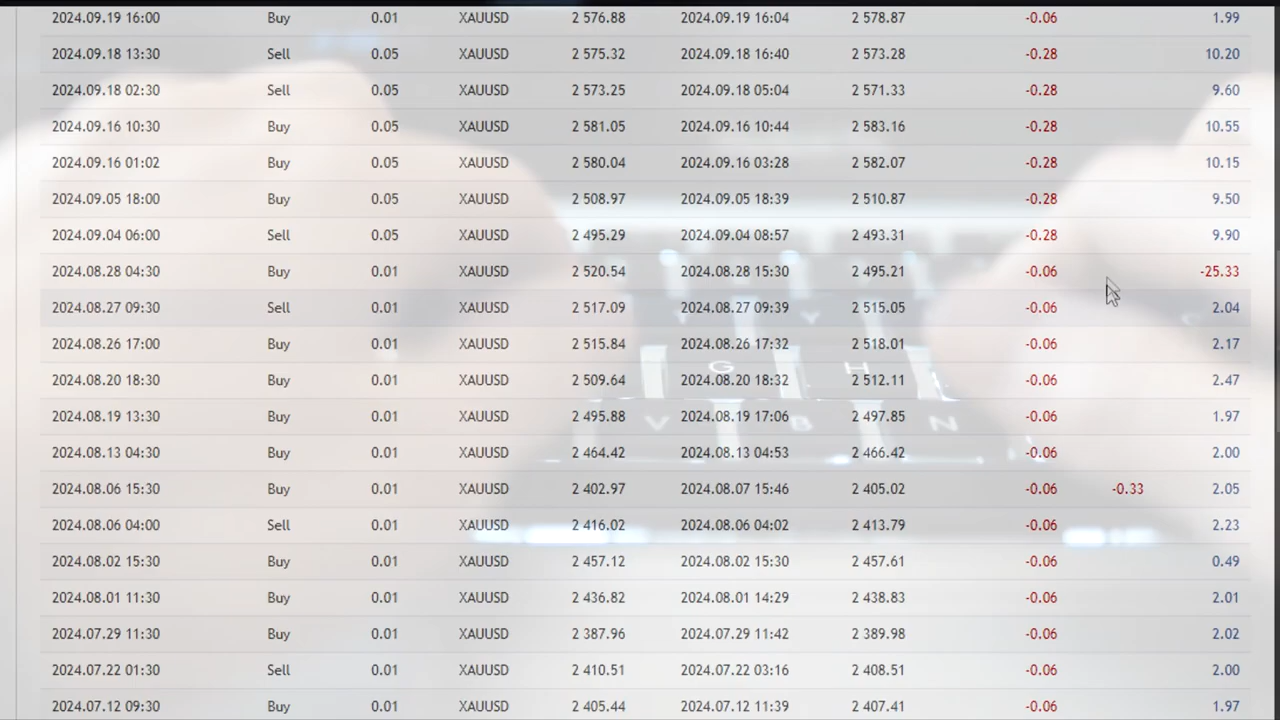 2024.09.19 16:00 Buy 0.01 XAUUSD 2 576.88 2024.09.19 16:04 2 578.87 -0.06 1.99
2024.09.18 13:30 Sell 0.05 XAUUSD 2 575.32 2024.09.18 16:40 2 573.28 -0.28 10.20
2024.09.18 02:30 Sell 0.05 XAUUSD 2 573.25 2024.09.18 05:04 2 571.33 -0.28 9.60
2024.09.16 10:30 Buy 0.05 XAUUSD 2 581.05 2024.09.16 10:44 2 583.16 -0.28 10.55
2024.09.16 01:02 Buy 0.05 XAUUSD 2 580.04 2024.09.16 03:28 2 582.07 -0.28 10.15
2024.09.05 18:00 Buy 0.05 XAUUSD 2 508.97 2024.09.05 18:39 2 510.87 -0.28 9.50
2024.09.04 06:00 Sell 0.05 XAUUSD 2 495.29 2024.09.04 08:57 2 493.31 -0.28 9.90
2024.08.28 04:30 Buy 0.01 XAUUSD 2 520.54 2024.08.28 15:30 2 495.21 -0.06 -25.33
2024.08.27 09:30 Sell 0.01 XAUUSD 2 517.09 2024.08.27 09:39 2 515.05 -0.06 2.04
2024.08.26 17:00 Buy 0.01 XAUUSD 2 515.84 2024.08.26 17:32 2 518.01 -0.06 2.17
2024.08.20 18:30 Buy 0.01 XAUUSD 2 509.64 2024.08.20 18:32 2 512.11 -0.06 2.47
2024.08.19 13:30 Buy 0.01 XAUUSD 2 495.88 2024.08.19 17:06 2 497.85 -0.06 1.97
2024.08.13 04:30 Buy 0.01 XAUUSD 2 464.42 2024.08.13 04:53 2 466.42 -0.06 2.00
2024.08.06 15:30 Buy 0.01 XAUUSD 2 402.97 2024.08.07 15:46 2 405.02 -0.06 -0.33 2.05
2024.08.06 04:00 Sell 0.01 XAUUSD 2 416.02 2024.08.06 04:02 2 413.79 -0.06 2.23
2024.08.02 15:30 Buy 0.01 XAUUSD 2 457.12 2024.08.02 15:30 2 457.61 -0.06 0.49
2024.08.01 11:30 Buy 0.01 XAUUSD 2 436.82 2024.08.01 14:29 2 438.83 -0.06 2.01
2024.07.29 11:30 Buy 0.01 XAUUSD 2 387.96 2024.07.29 11:42 2 389.98 -0.06 2.02
2024.07.22 01:30 Sell 0.01 XAUUSD 2 410.51 2024.07.22 03:16 2 408.51 -0.06 2.00
2024.07.12 09:30 Buy 0.01 XAUUSD 2 405.44 2024.07.12 11:39 2 407.41 -0.06 1.97
Y
G H
V B N